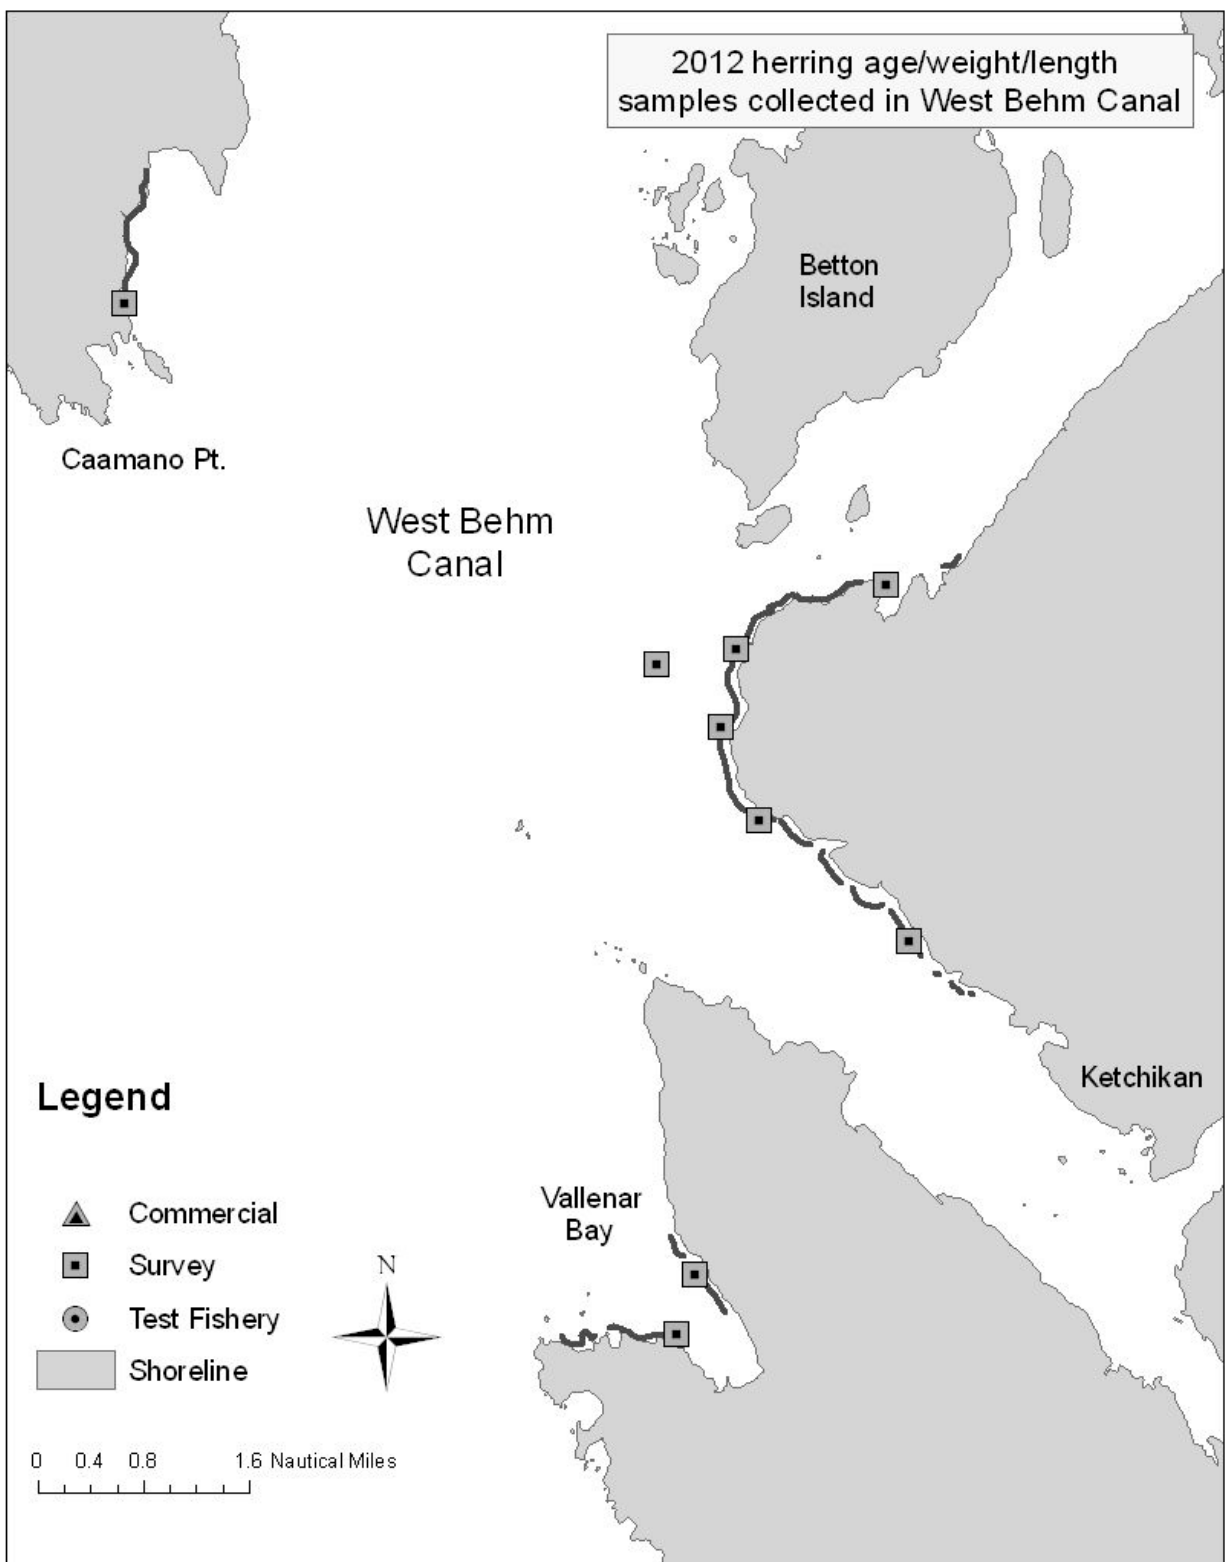 2012 herring age/weight/length
samples collected in West Behm Canal
Betton
Island
Caamano Pt.
West Behm
Canal
Ketchikan
Legend
Vallenar
Bay
Commercial
Survey
Test Fishery
Shoreline
N
0 0.4 0.8 1.6 Nautical Miles